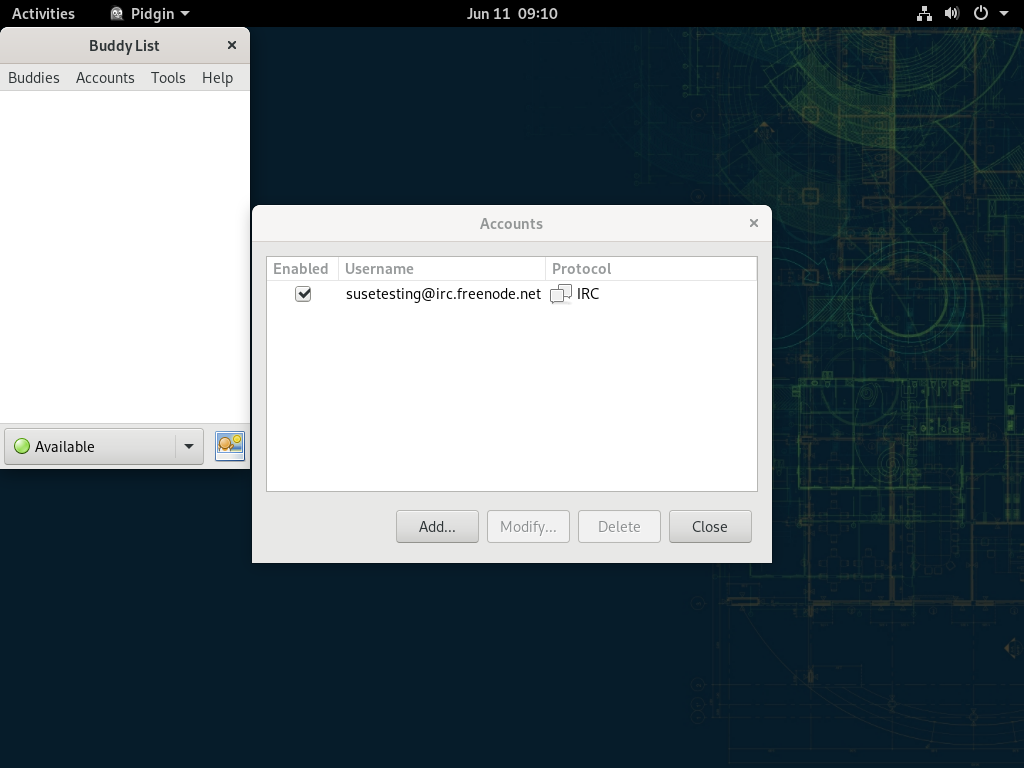 Activities Pidgin Jun 11 09:10
Buddy List
Buddies Accounts Tools Help
Accounts
Enabled Username Protocol
susetesting@irc.freenode.net IRC
Available
Add... Modify... Delete Close